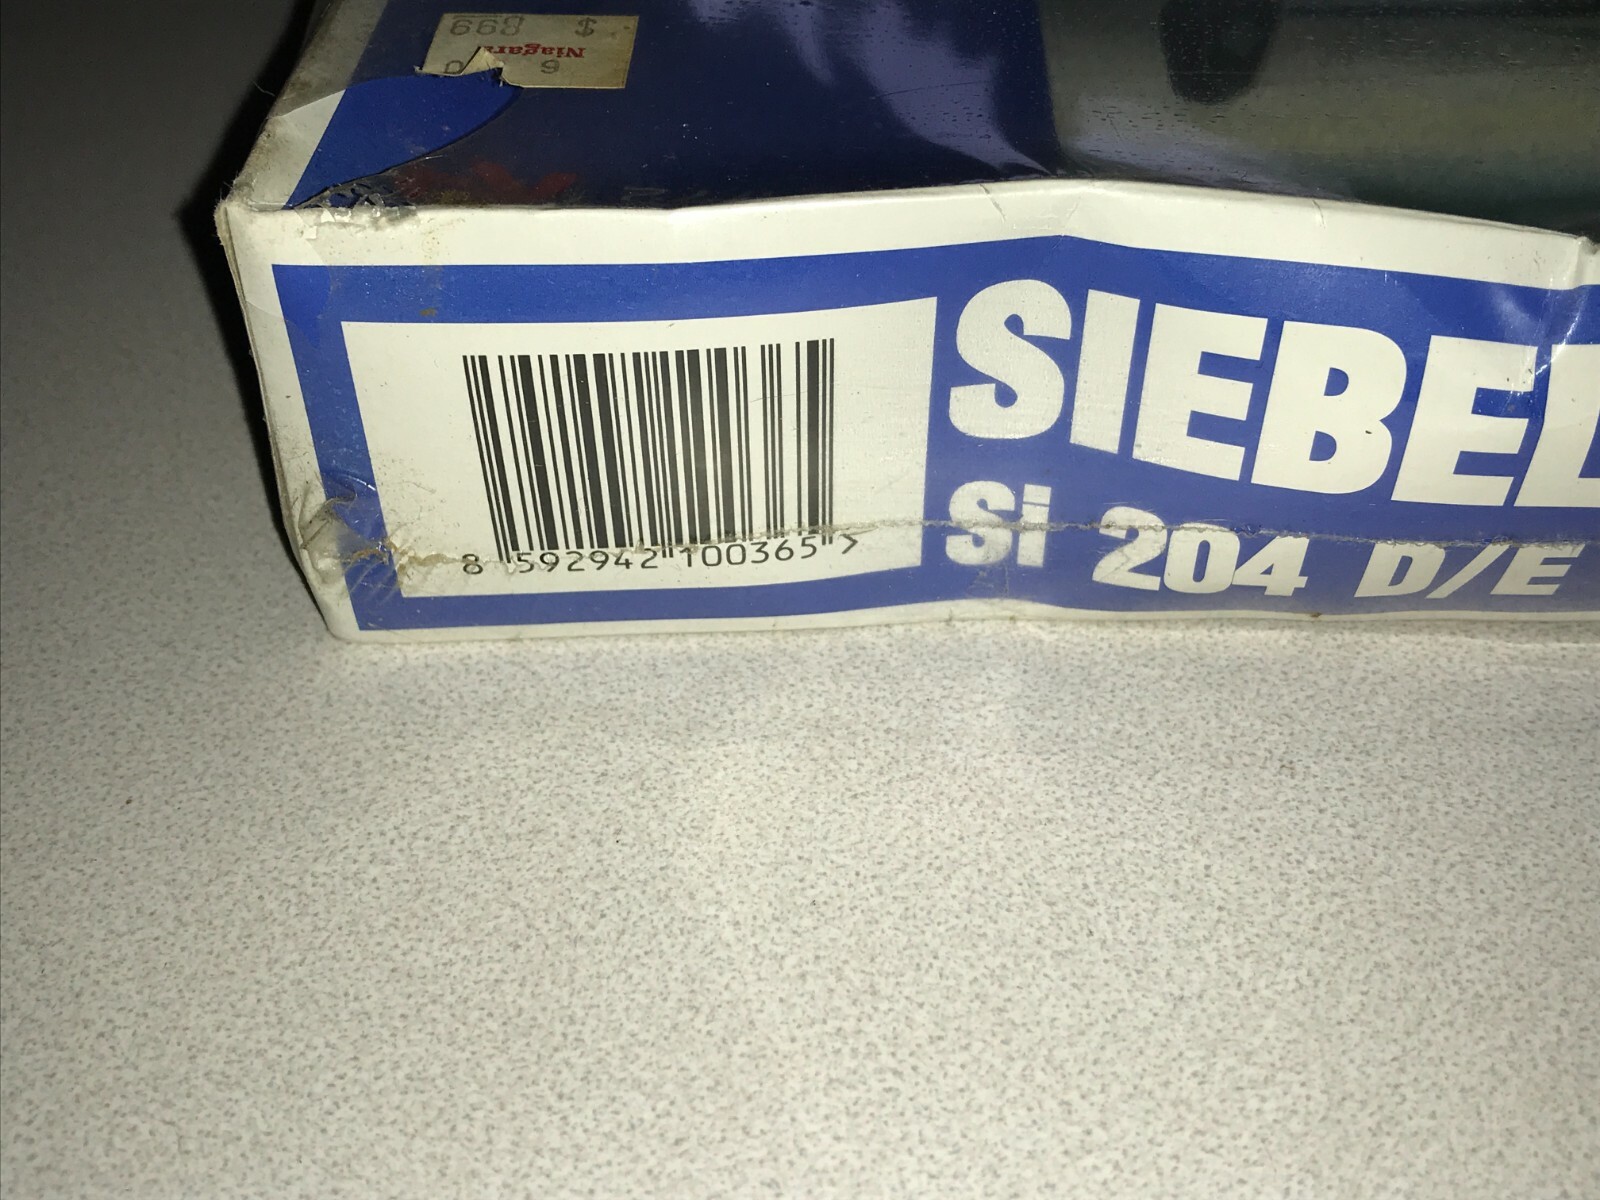 $ 899
Niagara
SIEBEL
Si 204 D/E
8 592942 100365 >